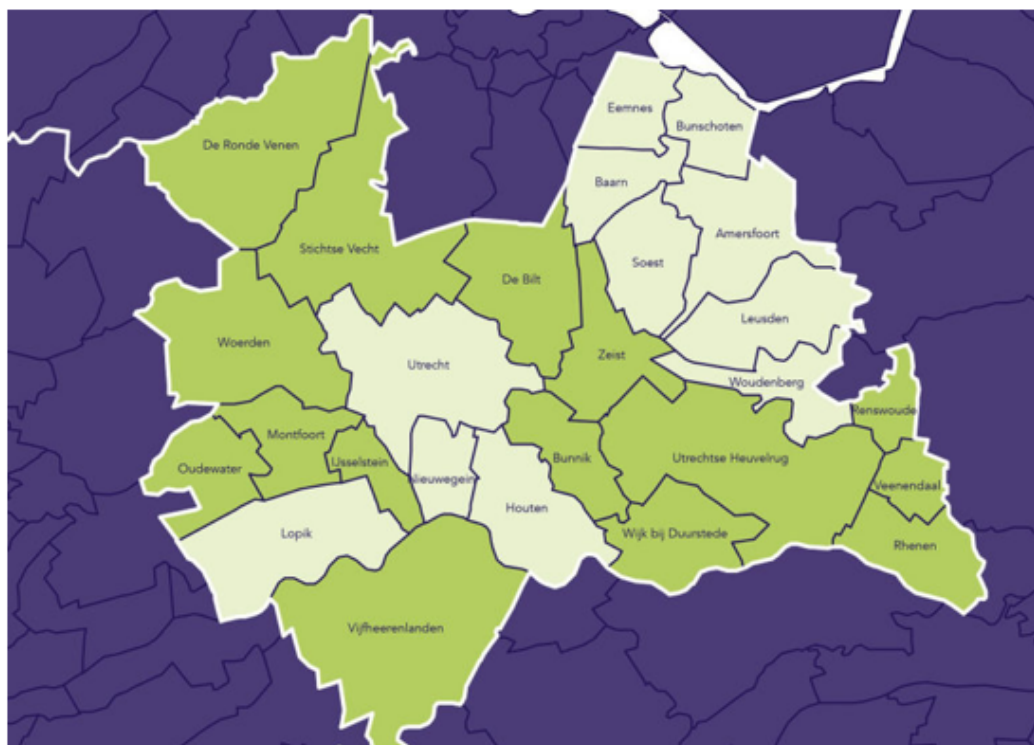 Eemnes
Bunschoten
De Ronde Venen
Baarn
Amersfoort
Stichtse Vecht
Soest
De Bilt
Leusden
Woerden
Zeist
Utrecht
Woudenberg
Renswoude
Montfoort
Oudewater
IJsselstein
Bunnik
Utrechtse Heuvelrug
Nieuwegein
Veenendaal
Houten
Lopik
Wijk bij Duurstede
Rhenen
Vijfheerenlanden